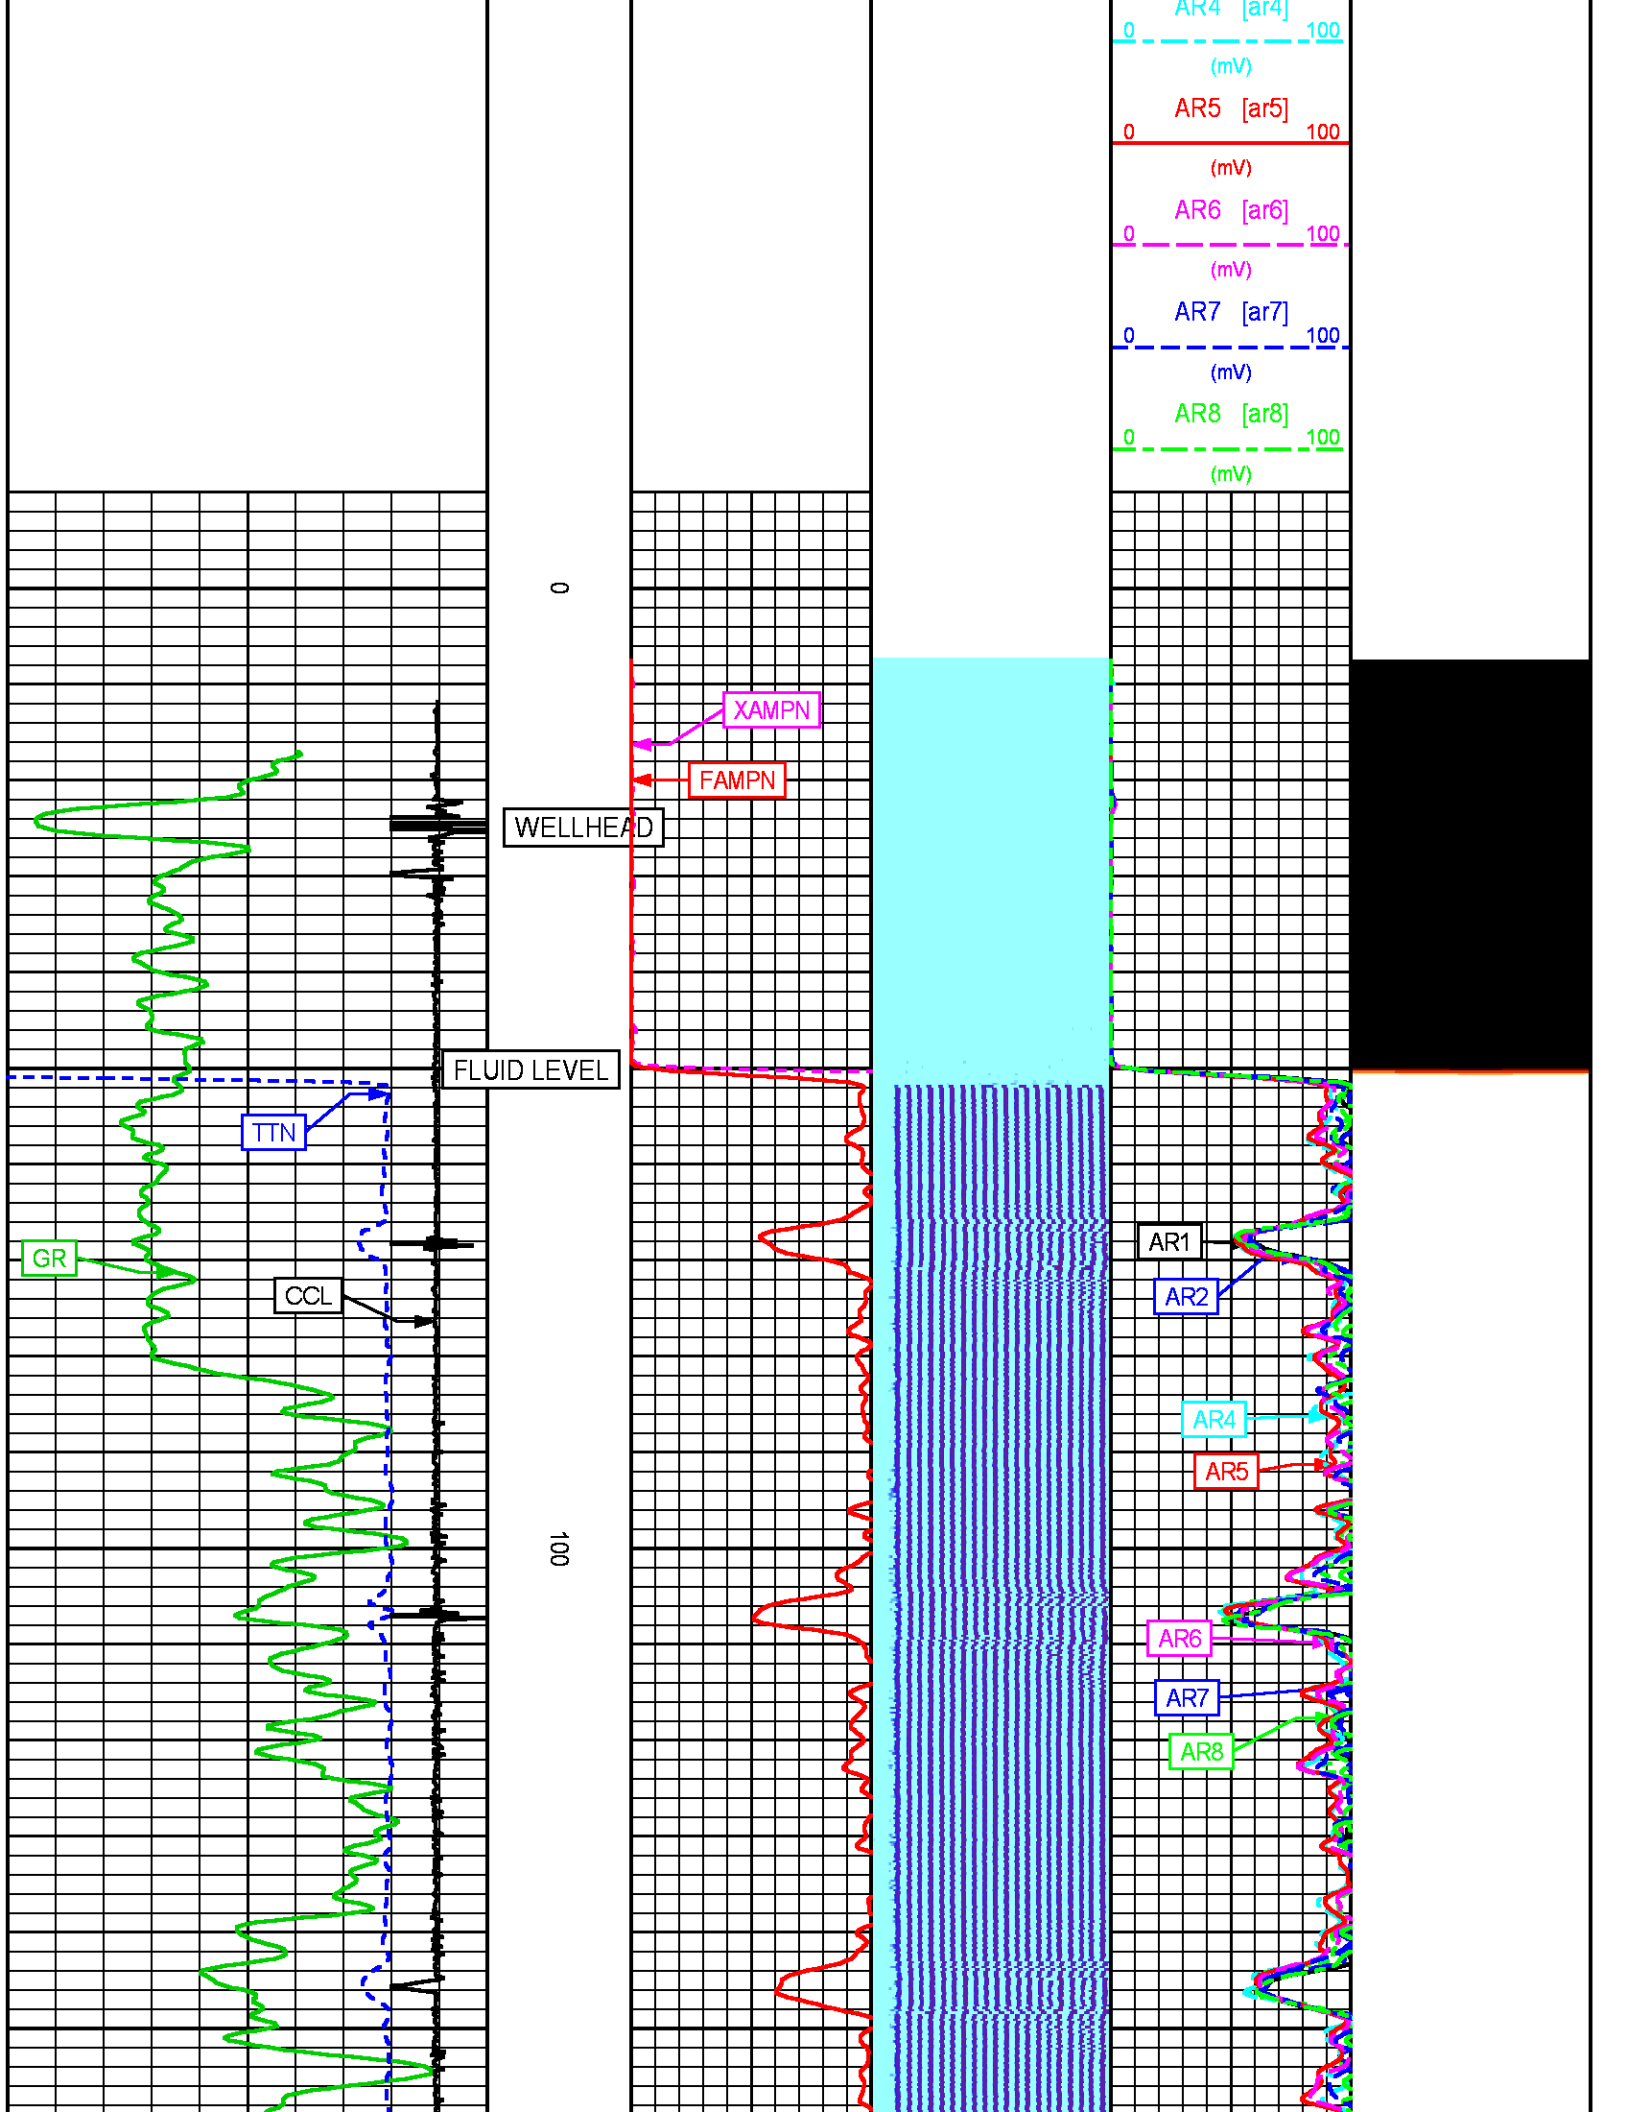 AR4 [ar4]
0 100
(mV)
AR5 [ar5]
0 100
(mV)
AR6 [ar6]
0 100
(mV)
AR7 [ar7]
0 100
(mV)
AR8 [ar8]
0 100
(mV)
0
XAMPN
FAMPN
WELLHEAD
FLUID LEVEL
TTN
GR
AR1
CCL
AR2
AR4
AR5
100
AR6
AR7
AR8